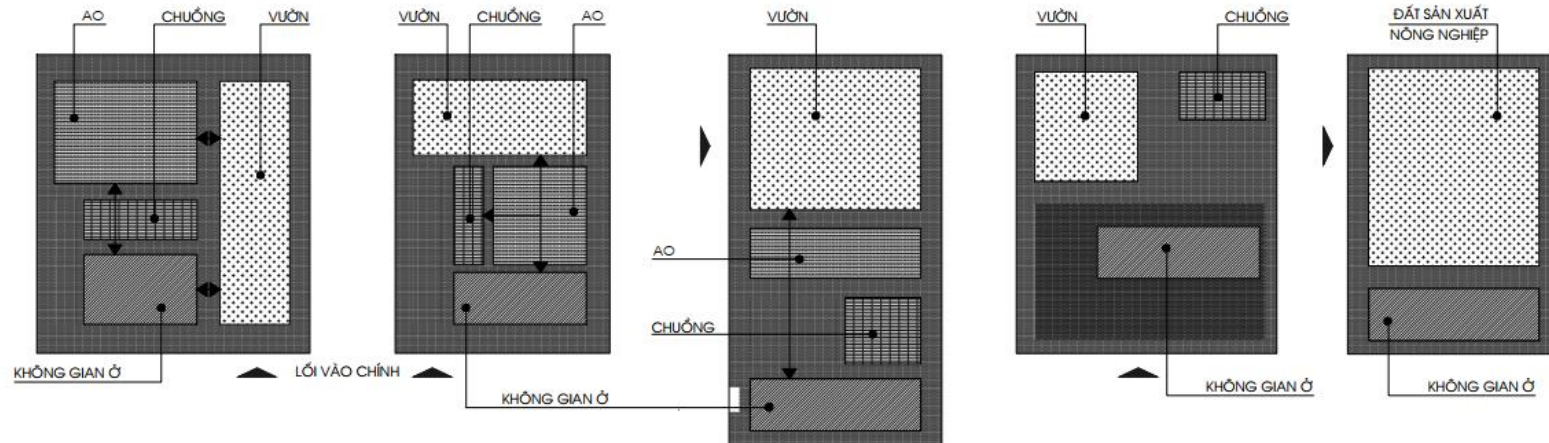 AO
CHUỒNG
VƯỜN
VƯỜN
CHUỒNG
AO
VƯỜN
VƯỜN
CHUỒNG
ĐẤT SẢN XUẤT
NÔNG NGHIỆP
AO
CHUỒNG
KHÔNG GIAN Ở
LỐI VÀO CHÍNH
KHÔNG GIAN Ở
KHÔNG GIAN Ở
KHÔNG GIAN Ở